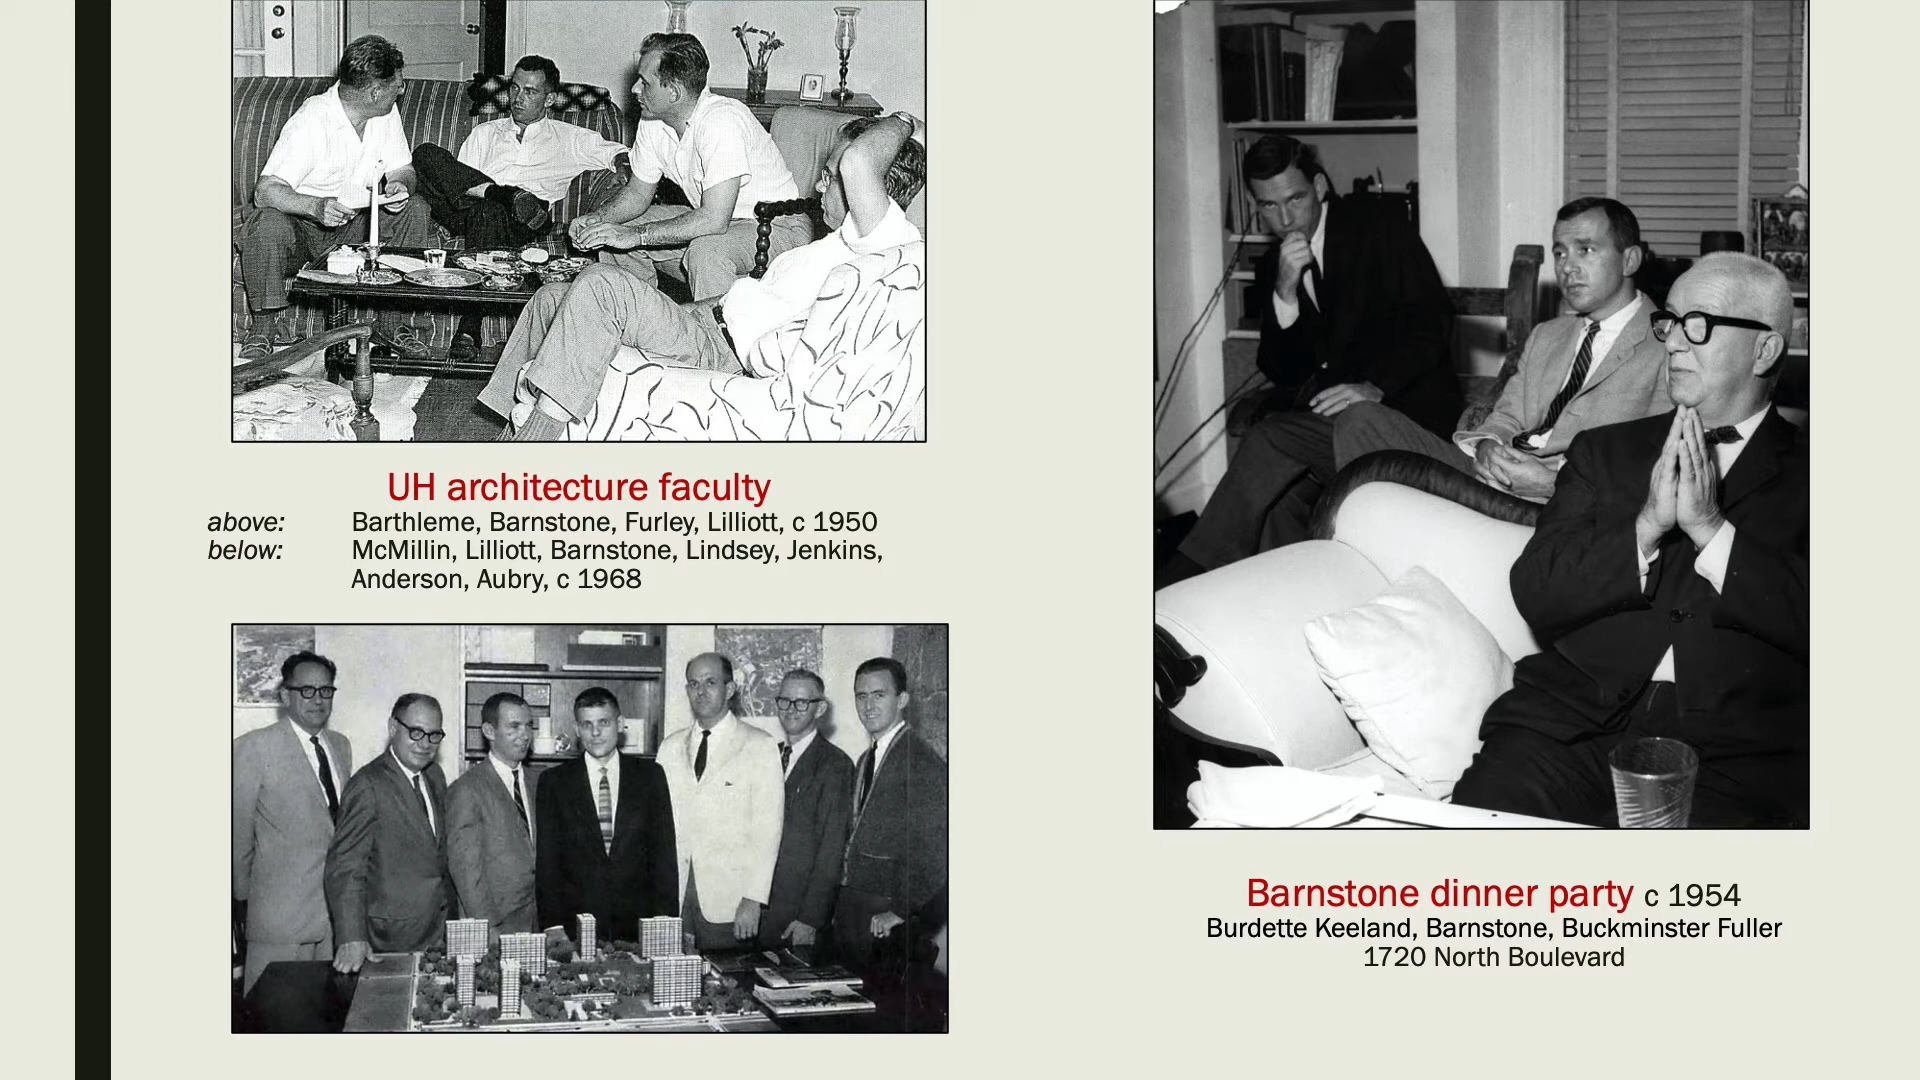 UH architecture faculty
above: Barthleme, Barnstone, Furley, Lilliott, c 1950
below: McMillin, Lilliott, Barnstone, Lindsey, Jenkins,
Anderson, Aubry, c 1968
Barnstone dinner party c 1954
Burdette Keeland, Barnstone, Buckminster Fuller
1720 North Boulevard